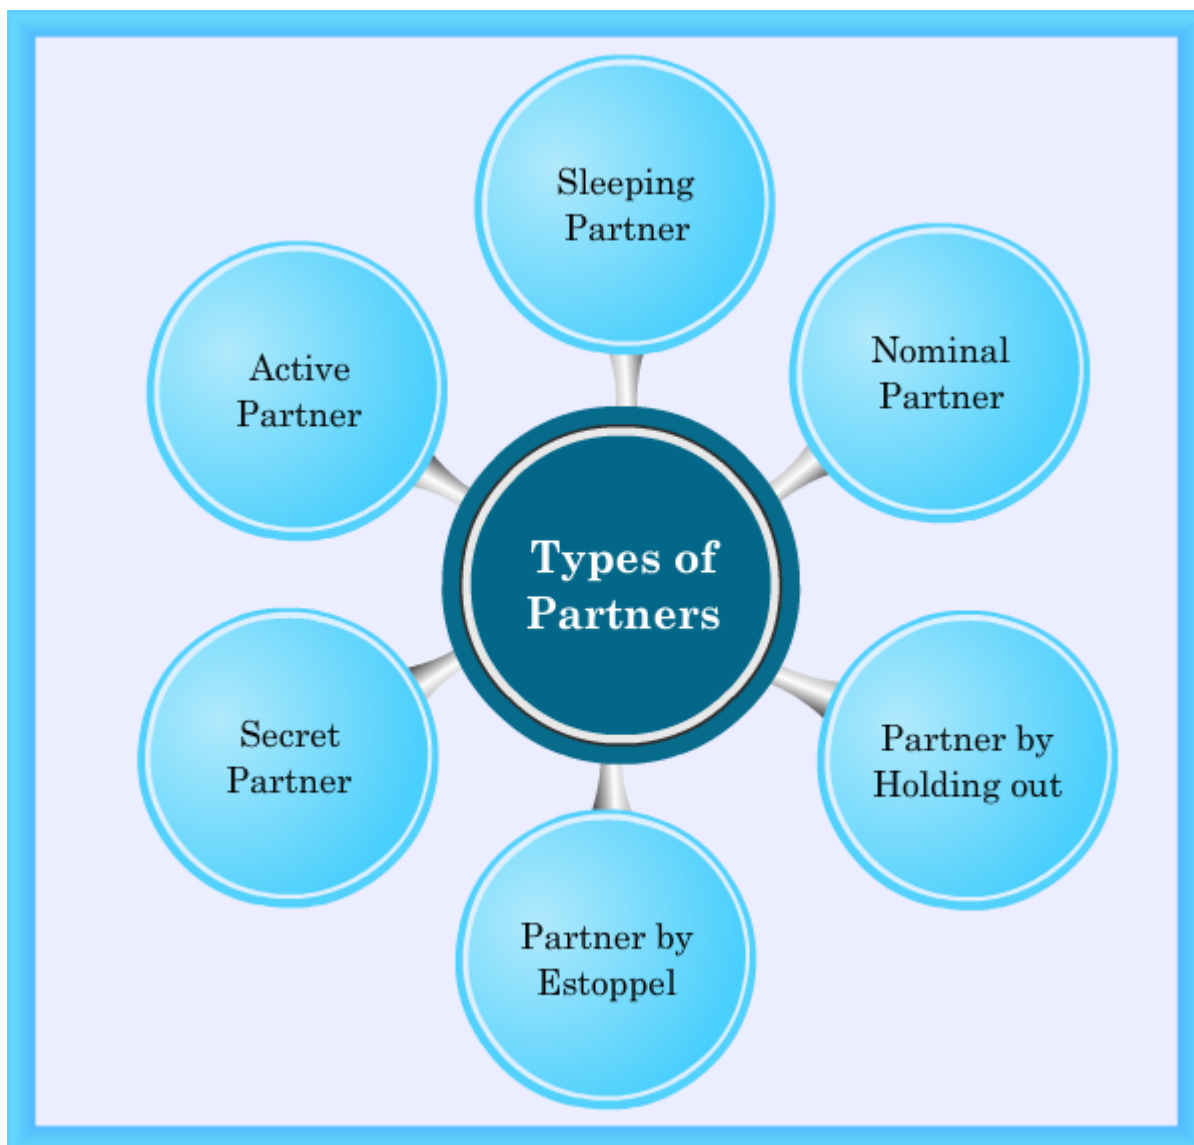 Sleeping
Partner
Nominal
Partner
Active
Partner
Types of
Partners
Secret
Partner
Partner by
Holding out
Partner by
Estoppel